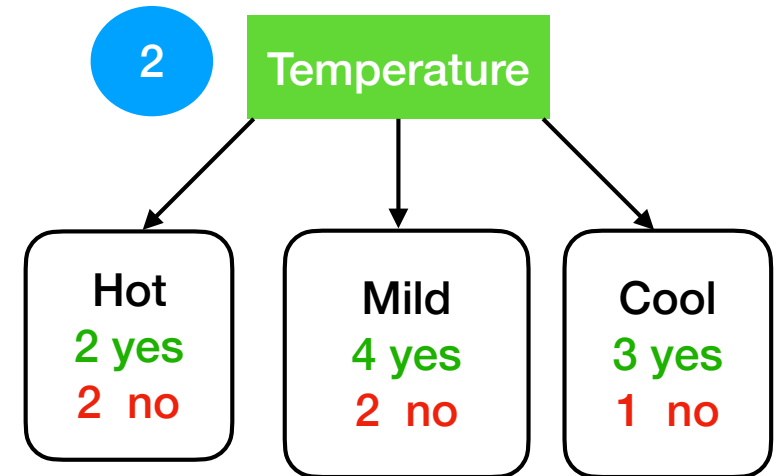 2
Temperature
Hot
2 yes
2 no
Mild
4 yes
2 no
Cool
3 yes
1 no